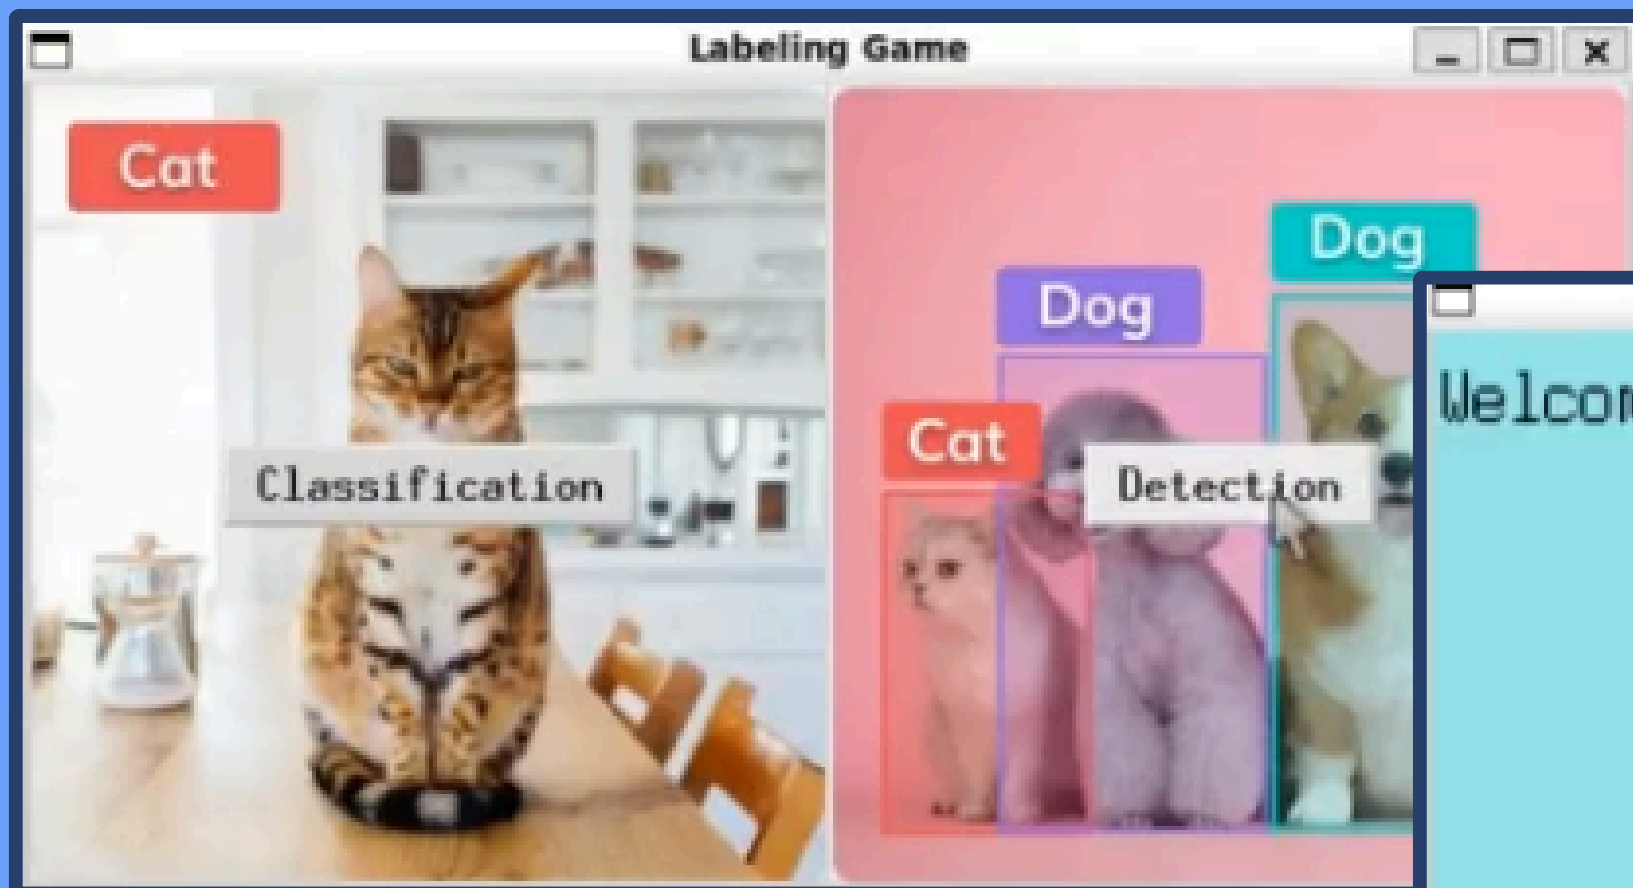 Labeling Game
Cat
Classification
Dog
Dog
Cat
Detection